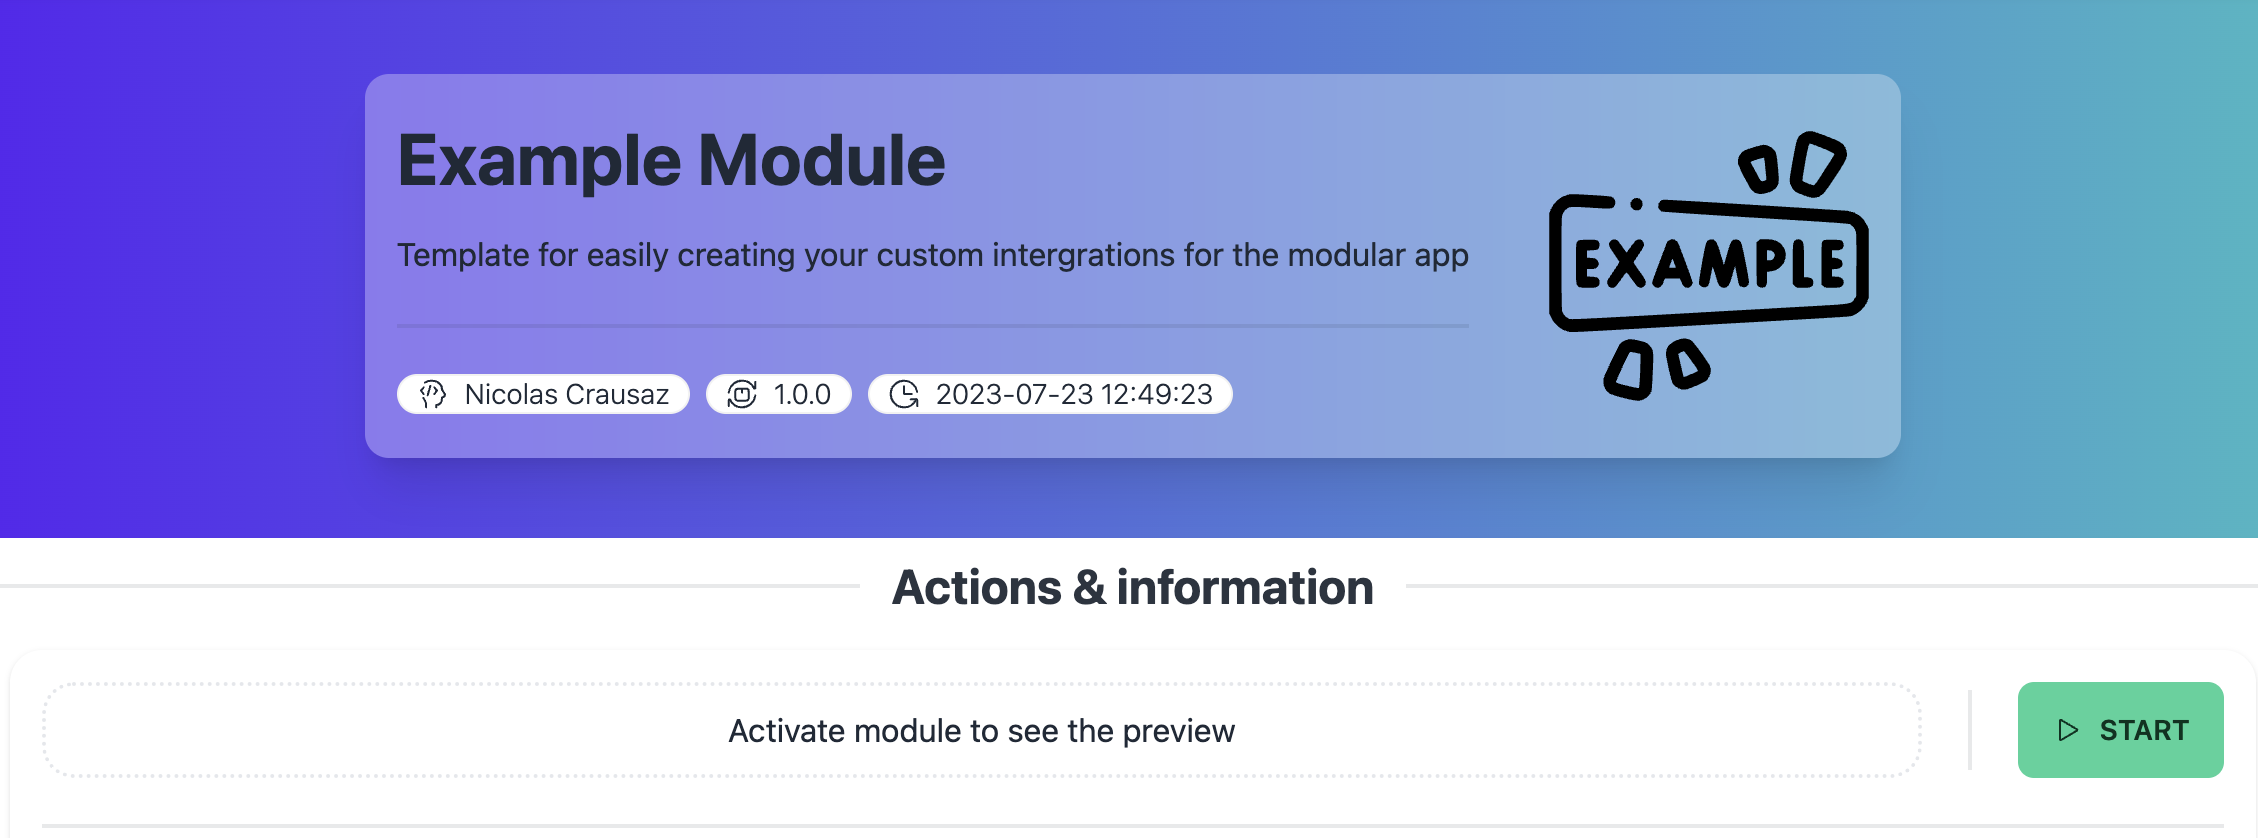 Example Module
Template for easily creating your custom intergrations for the modular app
EXAMPLE
Nicolas Crausaz
1.0.0
2023-07-23 12:49:23
Actions & information
Activate module to see the preview
START